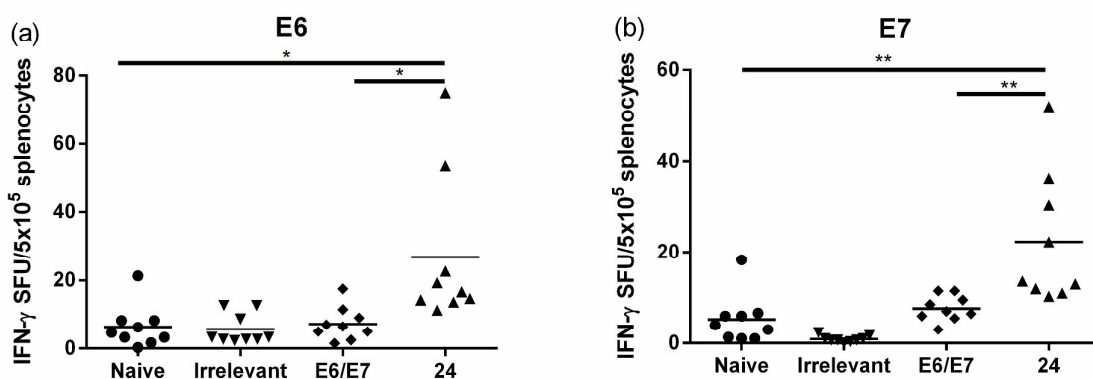 (a)
E6
IFN-γ SFU/5x10⁵ splenocytes
80
60
40
20
0
*
*
Naive Irrelevant E6/E7 24
(b)
E7
IFN-γ SFU/5x10⁵ splenocytes
60
40
20
0
**
**
Naive Irrelevant E6/E7 24